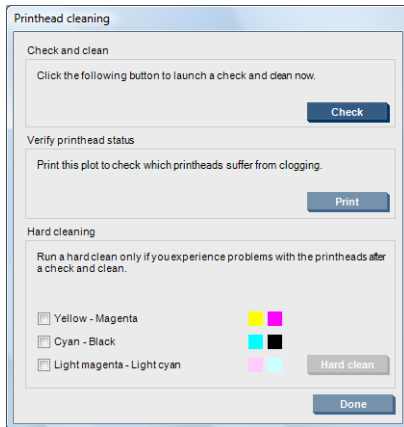 Printhead cleaning
Check and clean
Click the following button to launch a check and clean now.
Check
Verify printhead status
Print this plot to check which printheads suffer from clogging.
Print
Hard cleaning
Run a hard clean only if you experience problems with the printheads after
a check and clean.
Yellow - Magenta
Cyan - Black
Light magenta - Light cyan
Hard clean
Done